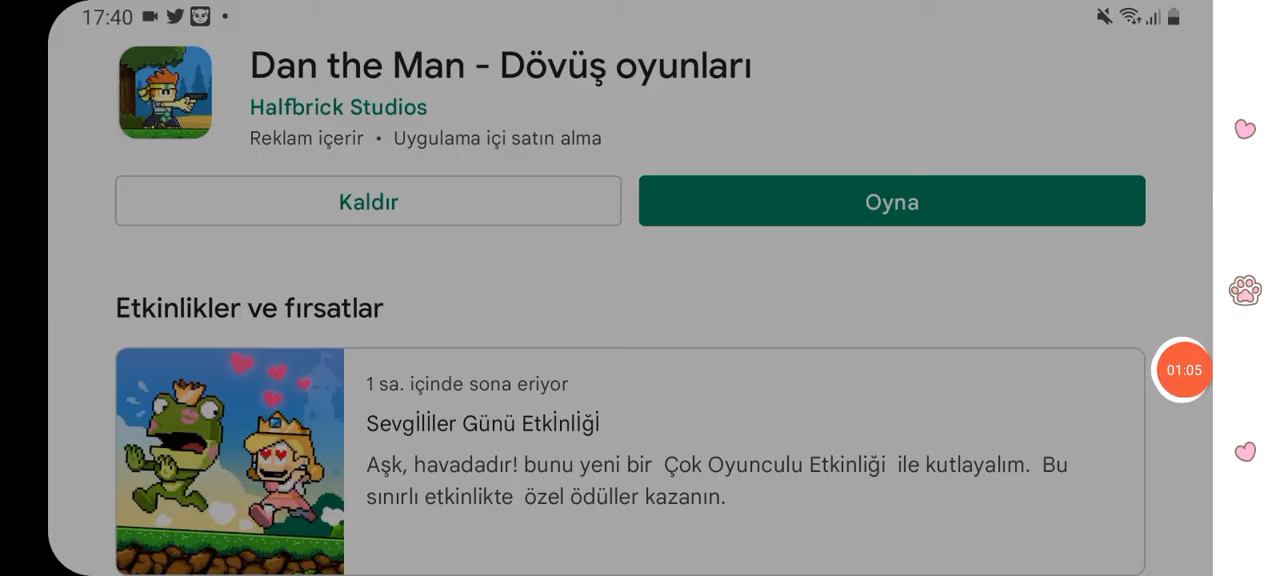 17:40
Dan the Man - Dövüş oyunları
Halfbrick Studios
Reklam içerir • Uygulama içi satın alma
Kaldır
Oyna
Etkinlikler ve fırsatlar
1 sa. içinde sona eriyor
Sevgililer Günü Etkinliği
Aşk, havadadır! bunu yeni bir Çok Oyunculu Etkinliği ile kutlayalım. Bu
sınırlı etkinlikte özel ödüller kazanın.
01:05